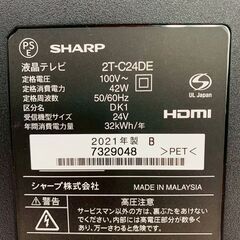 PS
E
SHARP
液晶テレビ 2T-C24DE
定格電圧 100V~
定格消費電力 42W
定格周波数 50/60Hz
区分名 DK1
受信機型サイズ 24V
年間消費電力量 32kWh/年
UL Japan
HDMI
2021年製 B
7329048
>PET<
シャープ株式会社
MADE IN MALAYSIA
警告
高圧注意
サービスマン以外の方は、裏ぶたをあけないでください。内部には高電圧部分が数多くあり、万一さわると危険です。